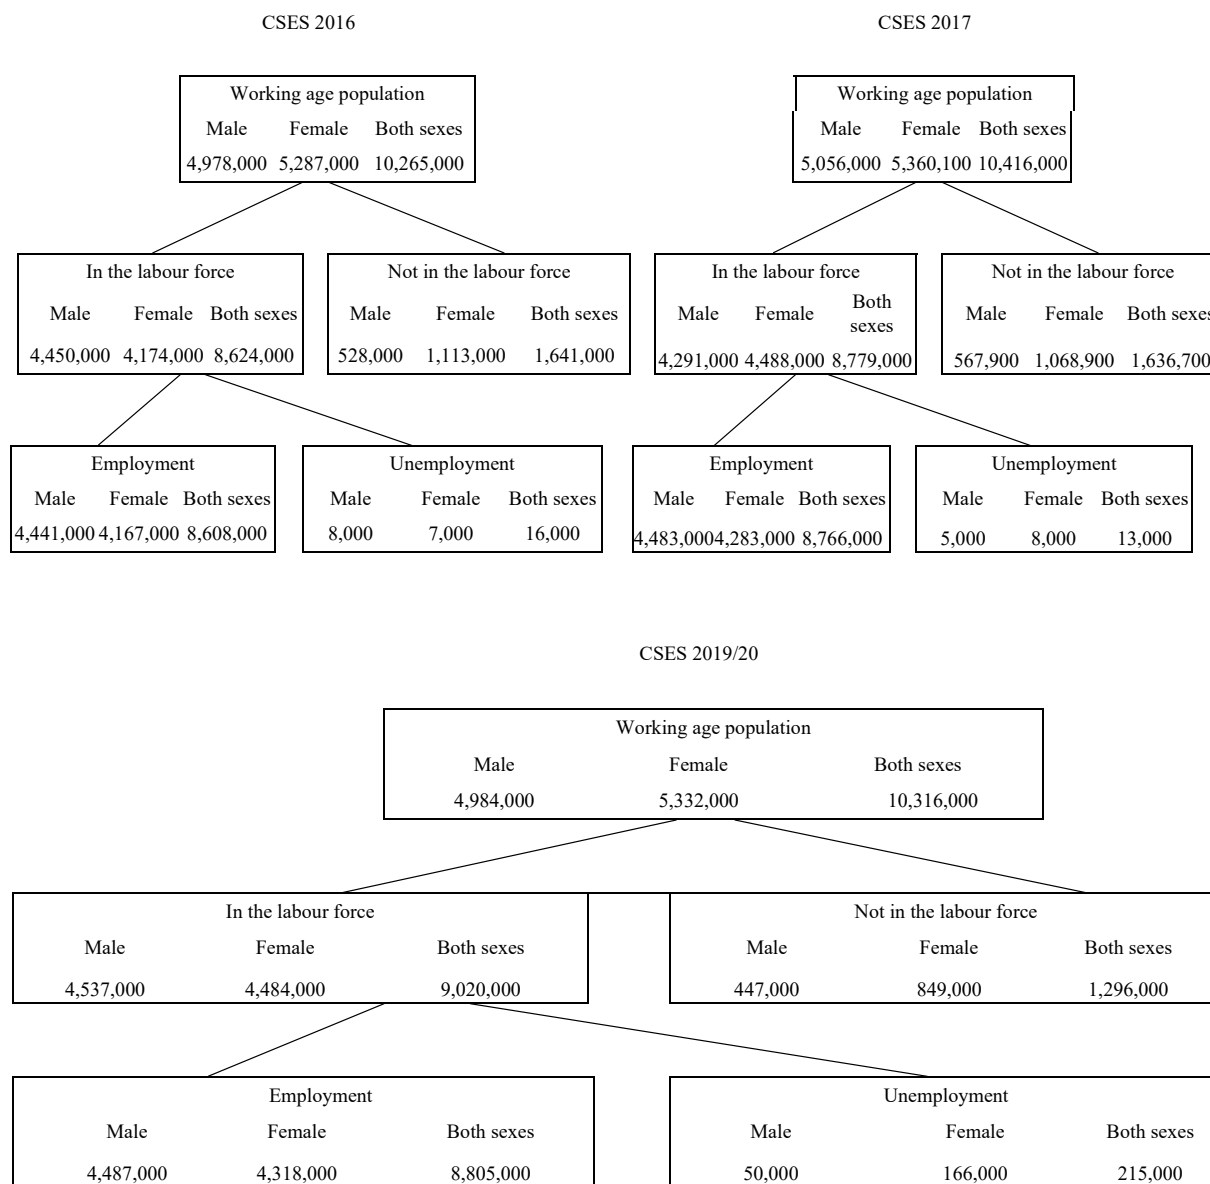 CSES 2016
Working age population
Male Female Both sexes
4,978,000 5,287,000 10,265,000
In the labour force
Male Female Both sexes
4,450,000 4,174,000 8,624,000
Not in the labour force
Male Female Both sexes
528,000 1,113,000 1,641,000
Employment
Male Female Both sexes
4,441,000 4,167,000 8,608,000
Unemployment
Male Female Both sexes
8,000 7,000 16,000
CSES 2017
Working age population
Male Female Both sexes
5,056,000 5,360,100 10,416,000
In the labour force
Male Female Both
sexes
4,291,000 4,488,000 8,779,000
Not in the labour force
Male Female Both sexes
567,900 1,068,900 1,636,700
Employment
Male Female Both sexes
4,483,0004,283,000 8,766,000
Unemployment
Male Female Both sexes
5,000 8,000 13,000
CSES 2019/20
Working age population
Male Female Both sexes
4,984,000 5,332,000 10,316,000
In the labour force
Male Female Both sexes
4,537,000 4,484,000 9,020,000
Not in the labour force
Male Female Both sexes
447,000 849,000 1,296,000
Employment
Male Female Both sexes
4,487,000 4,318,000 8,805,000
Unemployment
Male Female Both sexes
50,000 166,000 215,000